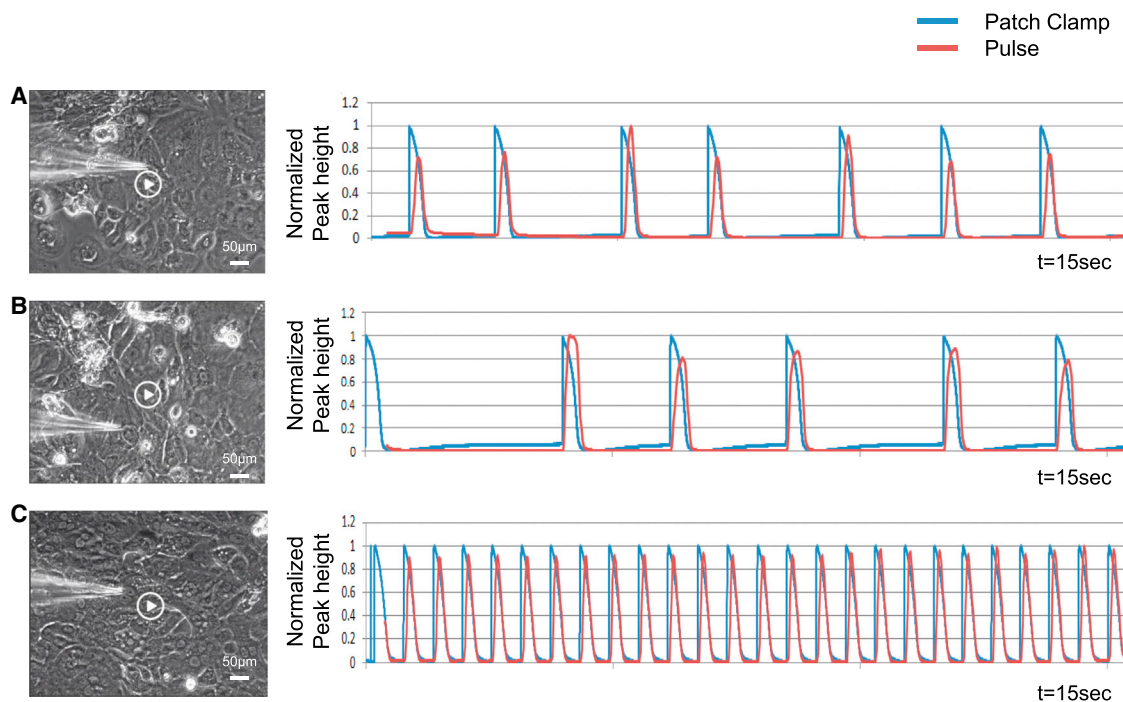 Patch Clamp
Pulse
A
50µm
Normalized
Peak height
1.2
1
0.8
0.6
0.4
0.2
0
t=15sec
B
50µm
Normalized
Peak height
1.2
1
0.8
0.6
0.4
0.2
0
t=15sec
C
50µm
Normalized
Peak height
1.2
1
0.8
0.6
0.4
0.2
0
t=15sec